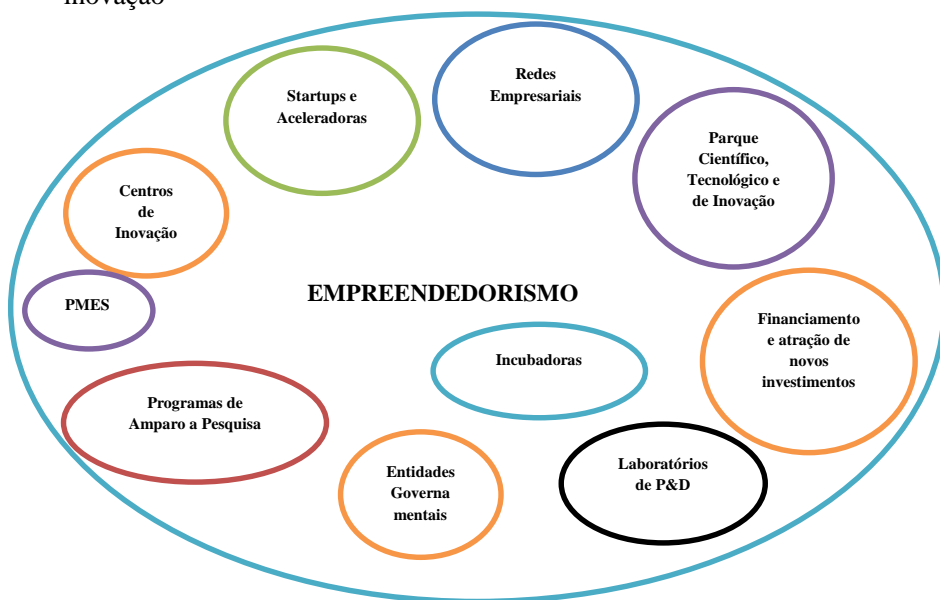 Inovação
Startups e
Aceleradoras
Redes
Empresariais
Parque
Científico,
Tecnológico e
de Inovação
Centros
de
Inovação
PMES
EMPREENDEDORISMO
Financiamento
e atração de
novos
investimentos
Incubadoras
Programas de
Amparo a Pesquisa
Entidades
Governa
mentais
Laboratórios
de P&D